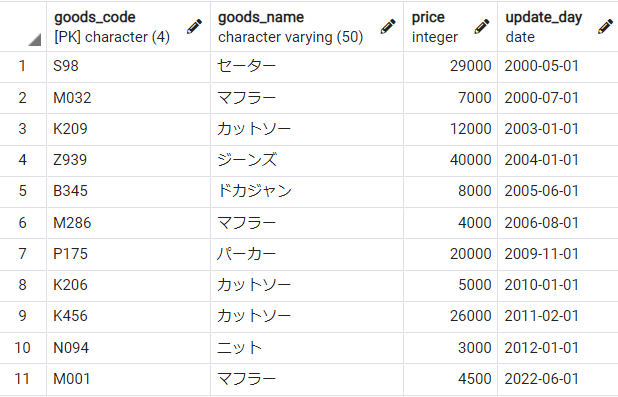 goods_code goods_name price update_day
[PK] character (4) character varying (50) integer date
1 S98 セーター 29000 2000-05-01
2 M032 マフラー 7000 2000-07-01
3 K209 カットソー 12000 2003-01-01
4 Z939 ジーンズ 40000 2004-01-01
5 B345 ドカジャン 8000 2005-06-01
6 M286 マフラー 4000 2006-08-01
7 P175 パーカー 20000 2009-11-01
8 K206 カットソー 5000 2010-01-01
9 K456 カットソー 26000 2011-02-01
10 N094 ニット 3000 2012-01-01
11 M001 マフラー 4500 2022-06-01